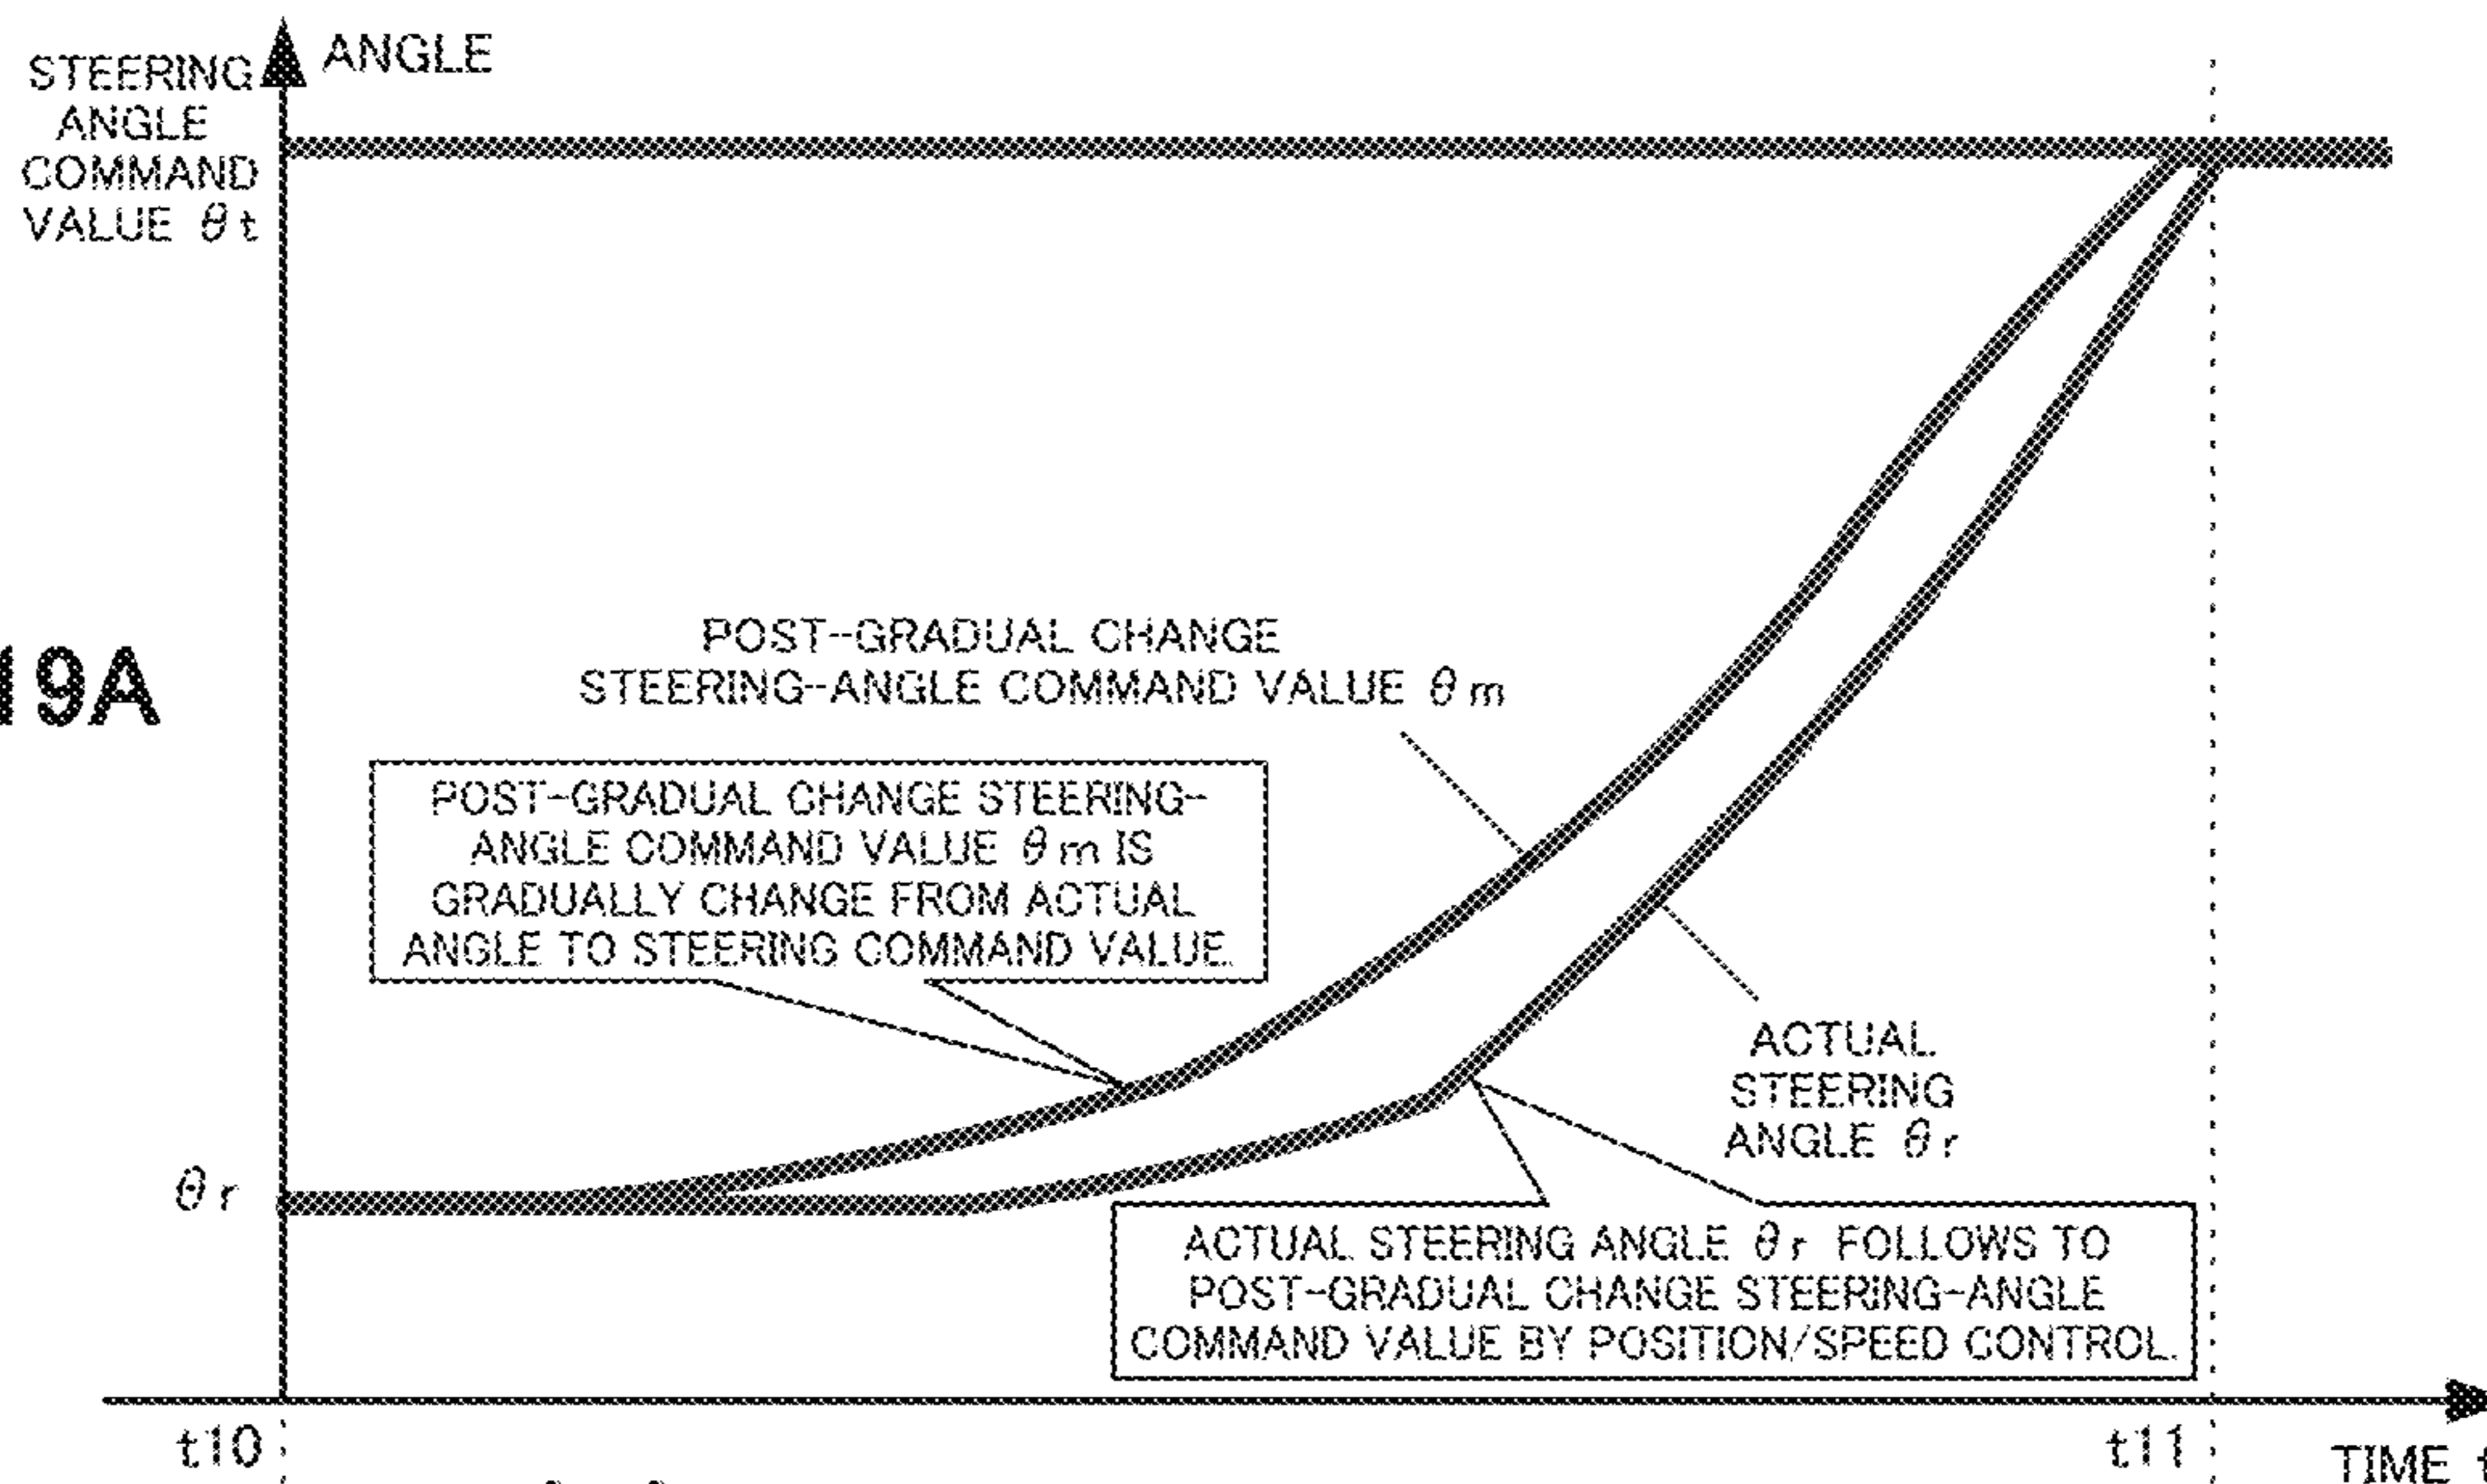 STEERING
ANGLE
COMMAND
VALUE θt
ANGLE
19A
POST-GRADUAL CHANGE
STEERING-ANGLE COMMAND VALUE θm
POST-GRADUAL CHANGE STEERING-
ANGLE COMMAND VALUE θm IS
GRADUALLY CHANGE FROM ACTUAL
ANGLE TO STEERING COMMAND VALUE.
ACTUAL
STEERING
ANGLE θr
θr
ACTUAL STEERING ANGLE θr FOLLOWS TO
POST-GRADUAL CHANGE STEERING-ANGLE
COMMAND VALUE BY POSITION/SPEED CONTROL.
t10
t11
TIME